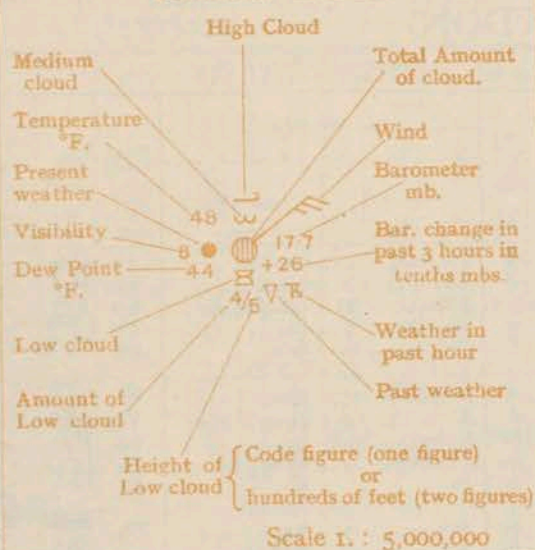 High Cloud
Medium cloud
Total Amount of cloud.
Temperature °F.
Wind
Present weather
Barometer mb.
48
Visibility
8
17 7
Bar. change in past 3 hours in tenths mbs.
+26
Dew Point °F.
44
4/5
Low cloud
Weather in past hour
Amount of Low cloud
Past weather
Height of Low cloud
Code figure (one figure)
or
hundreds of feet (two figures)
Scale 1. : 5,000,000